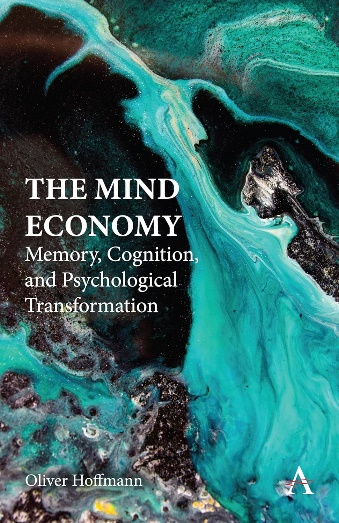 THE MIND
ECONOMY
Memory, Cognition,
and Psychological
Transformation
Oliver Hoffmann
A